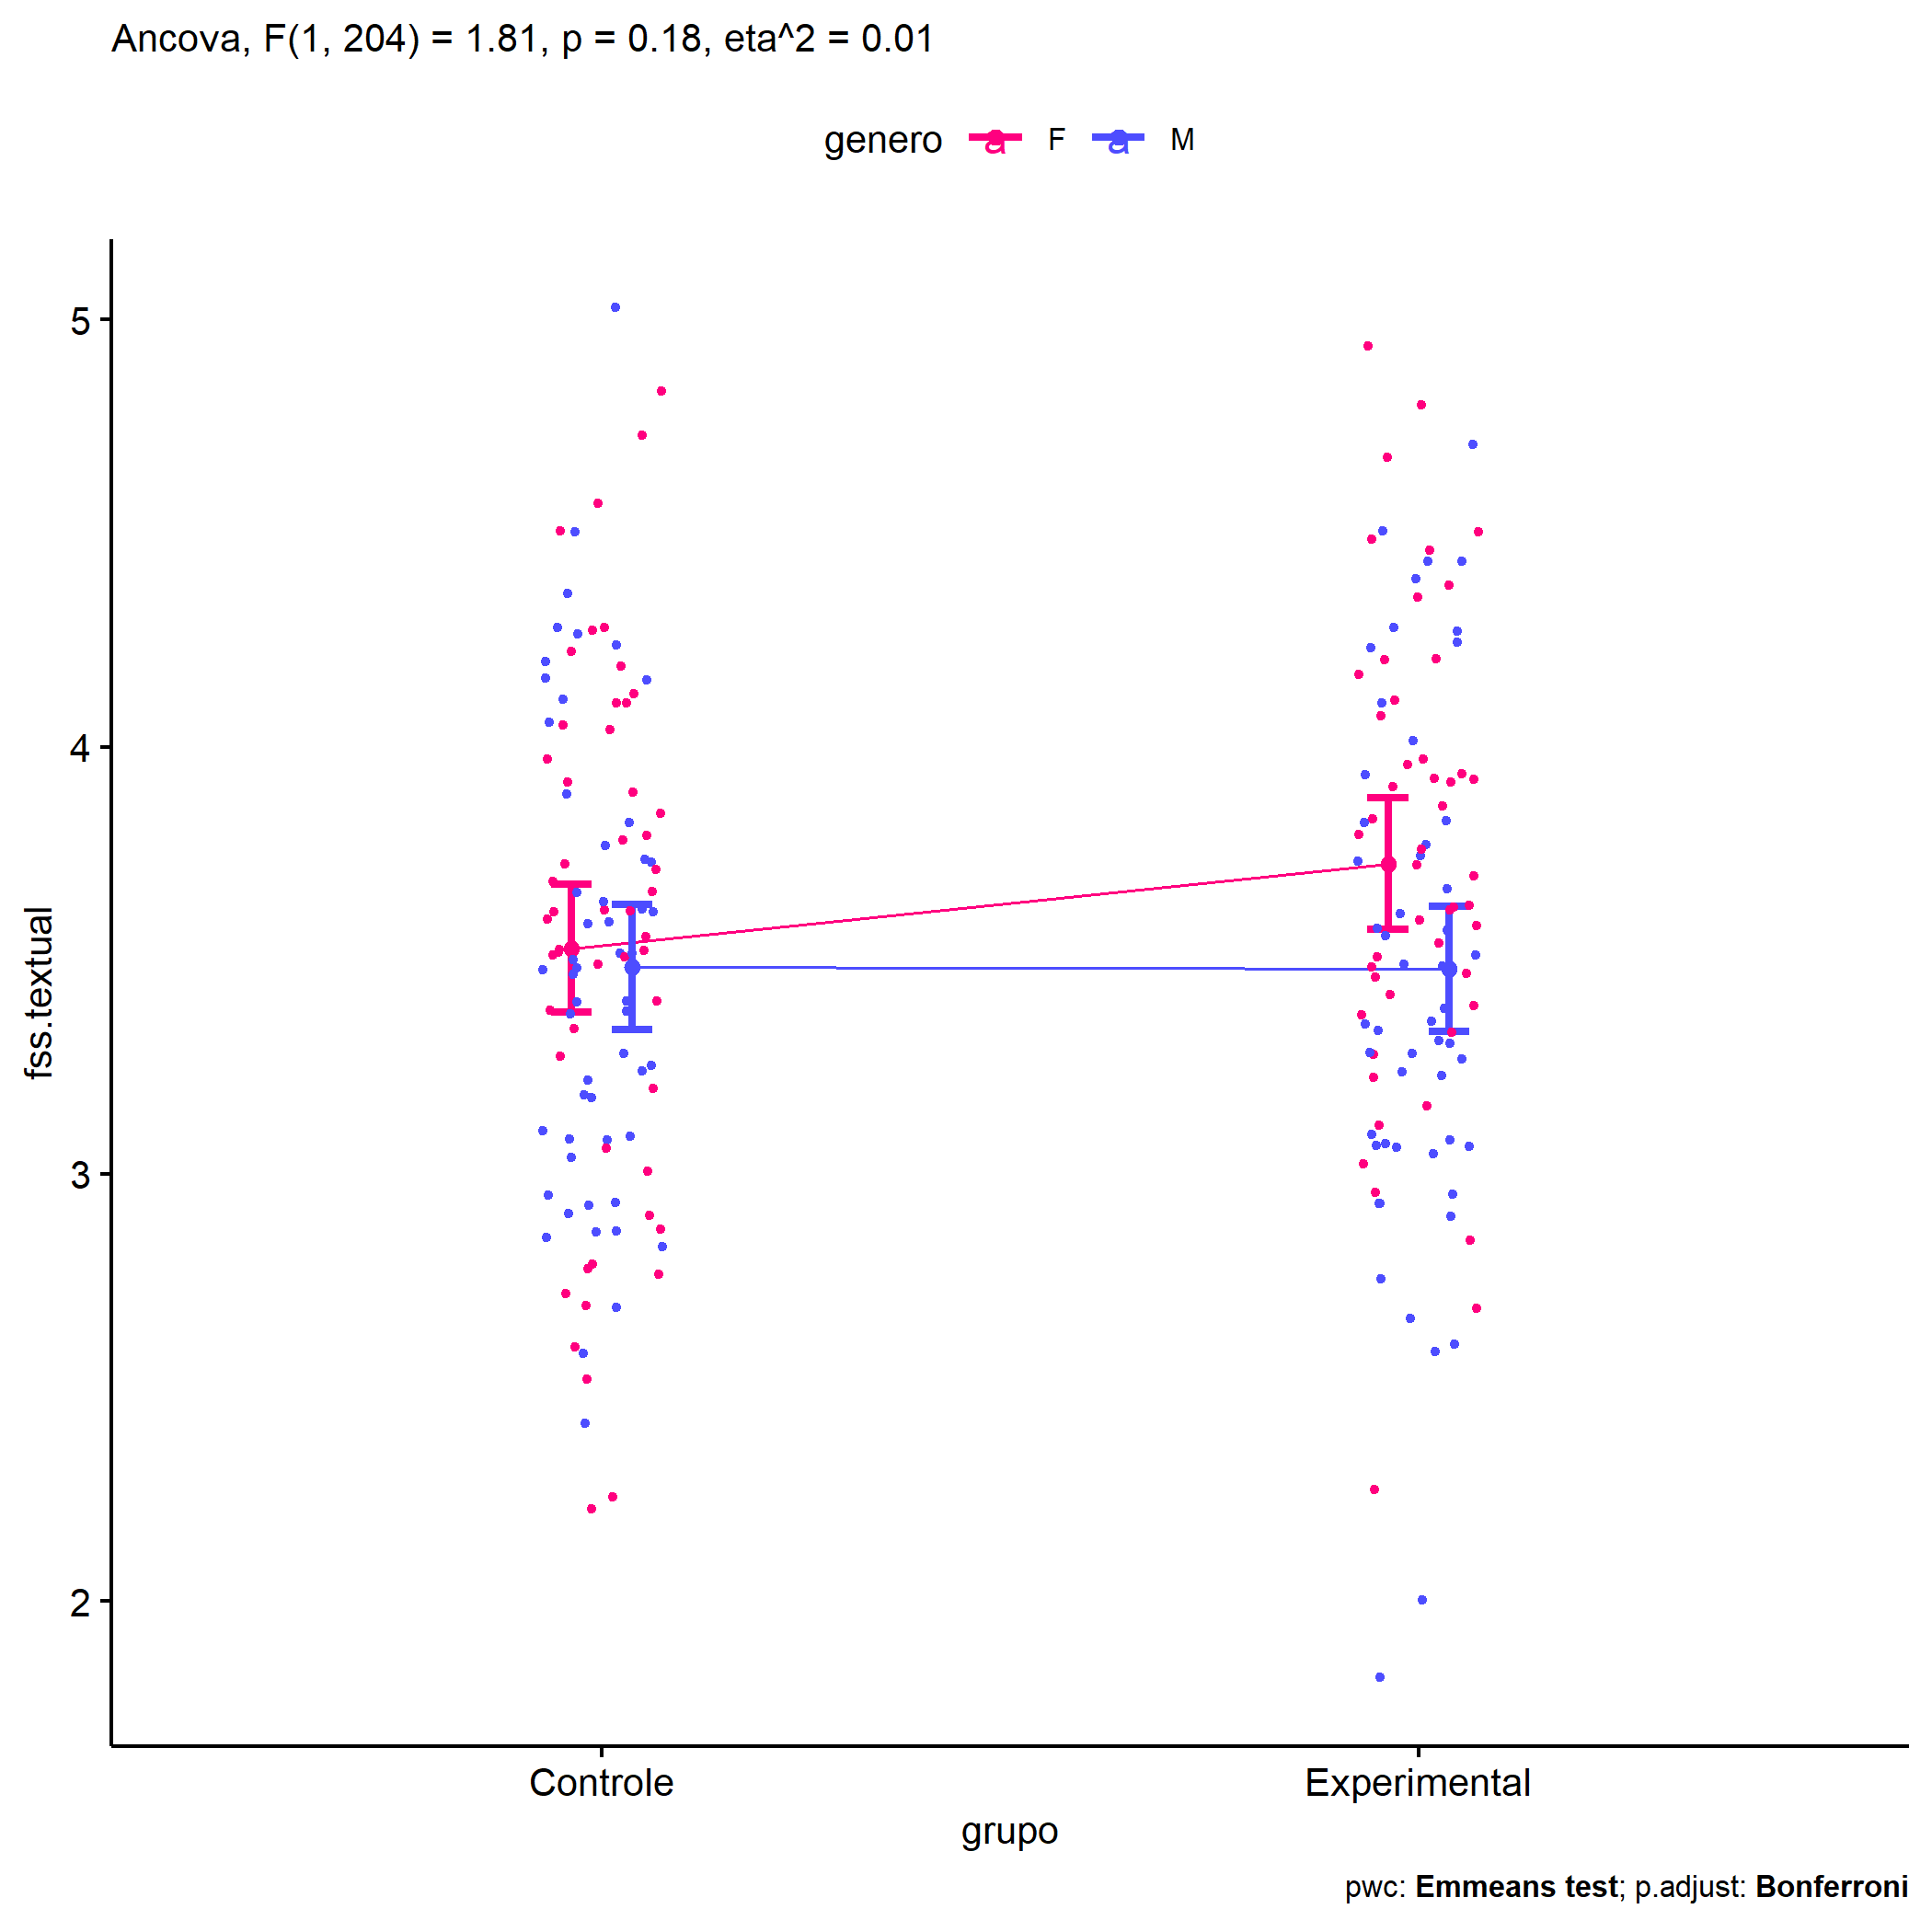 Ancova, F(1, 204) = 1.81, p = 0.18, eta^2 = 0.01
genero a F a M
5
4
3
2
fss.textual
Controle Experimental
grupo
pwc: Emmeans test; p.adjust: Bonferroni